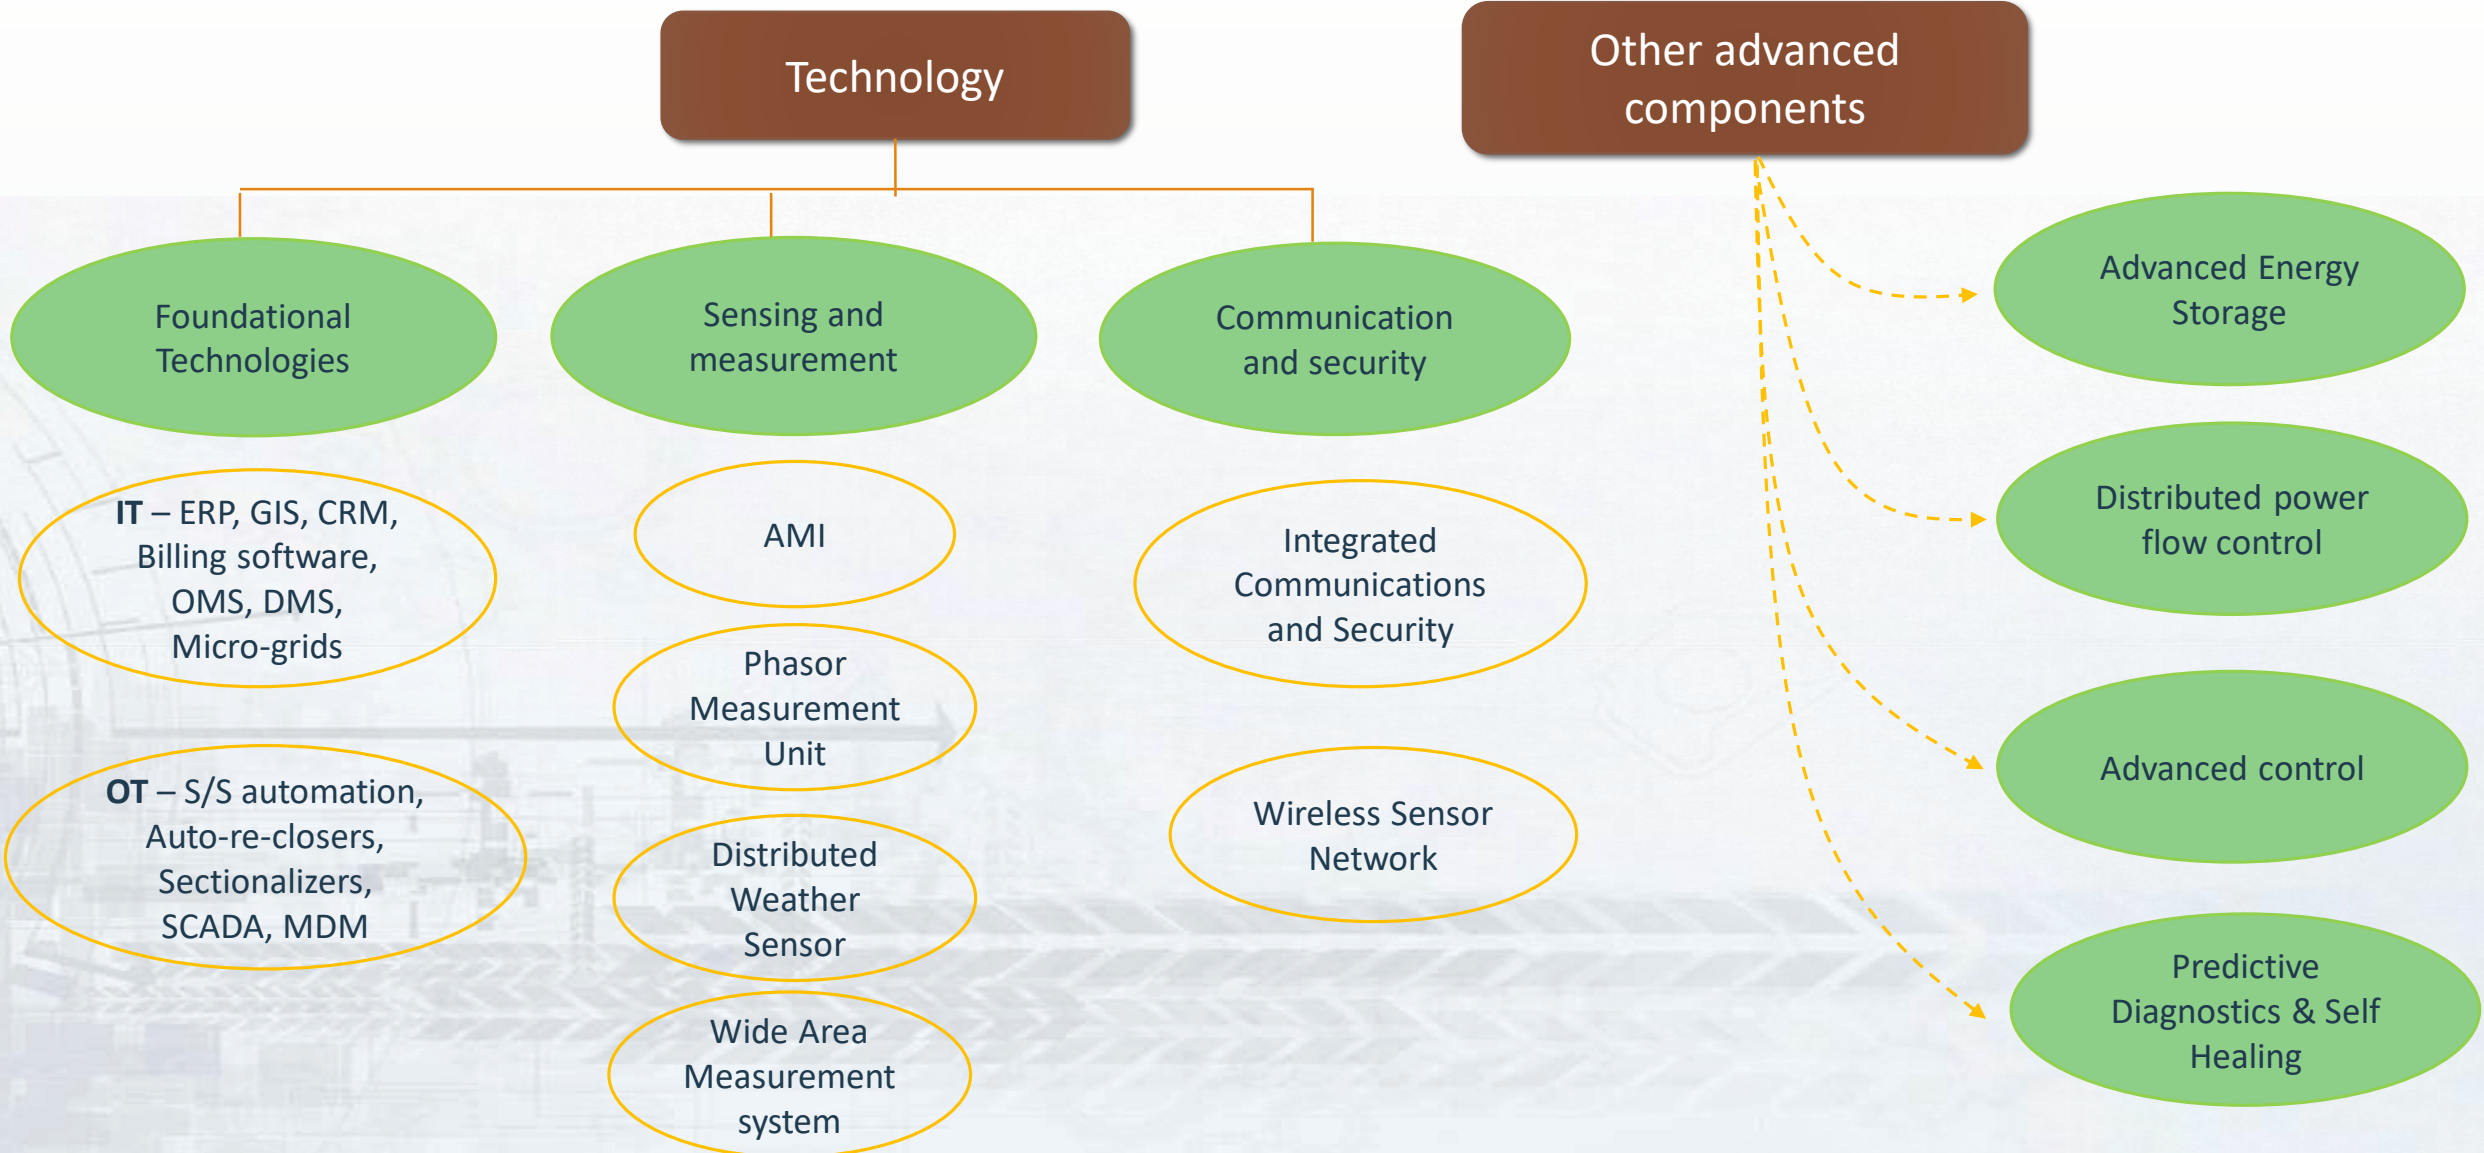 Technology
Other advanced
components
Foundational
Technologies
Sensing and
measurement
Communication
and security
IT – ERP, GIS, CRM,
Billing software,
OMS, DMS,
Micro-grids
OT – S/S automation,
Auto-re-closers,
Sectionalizers,
SCADA, MDM
AMI
Phasor
Measurement
Unit
Distributed
Weather
Sensor
Wide Area
Measurement
system
Integrated
Communications
and Security
Wireless Sensor
Network
Advanced Energy
Storage
Distributed power
flow control
Advanced control
Predictive
Diagnostics & Self
Healing